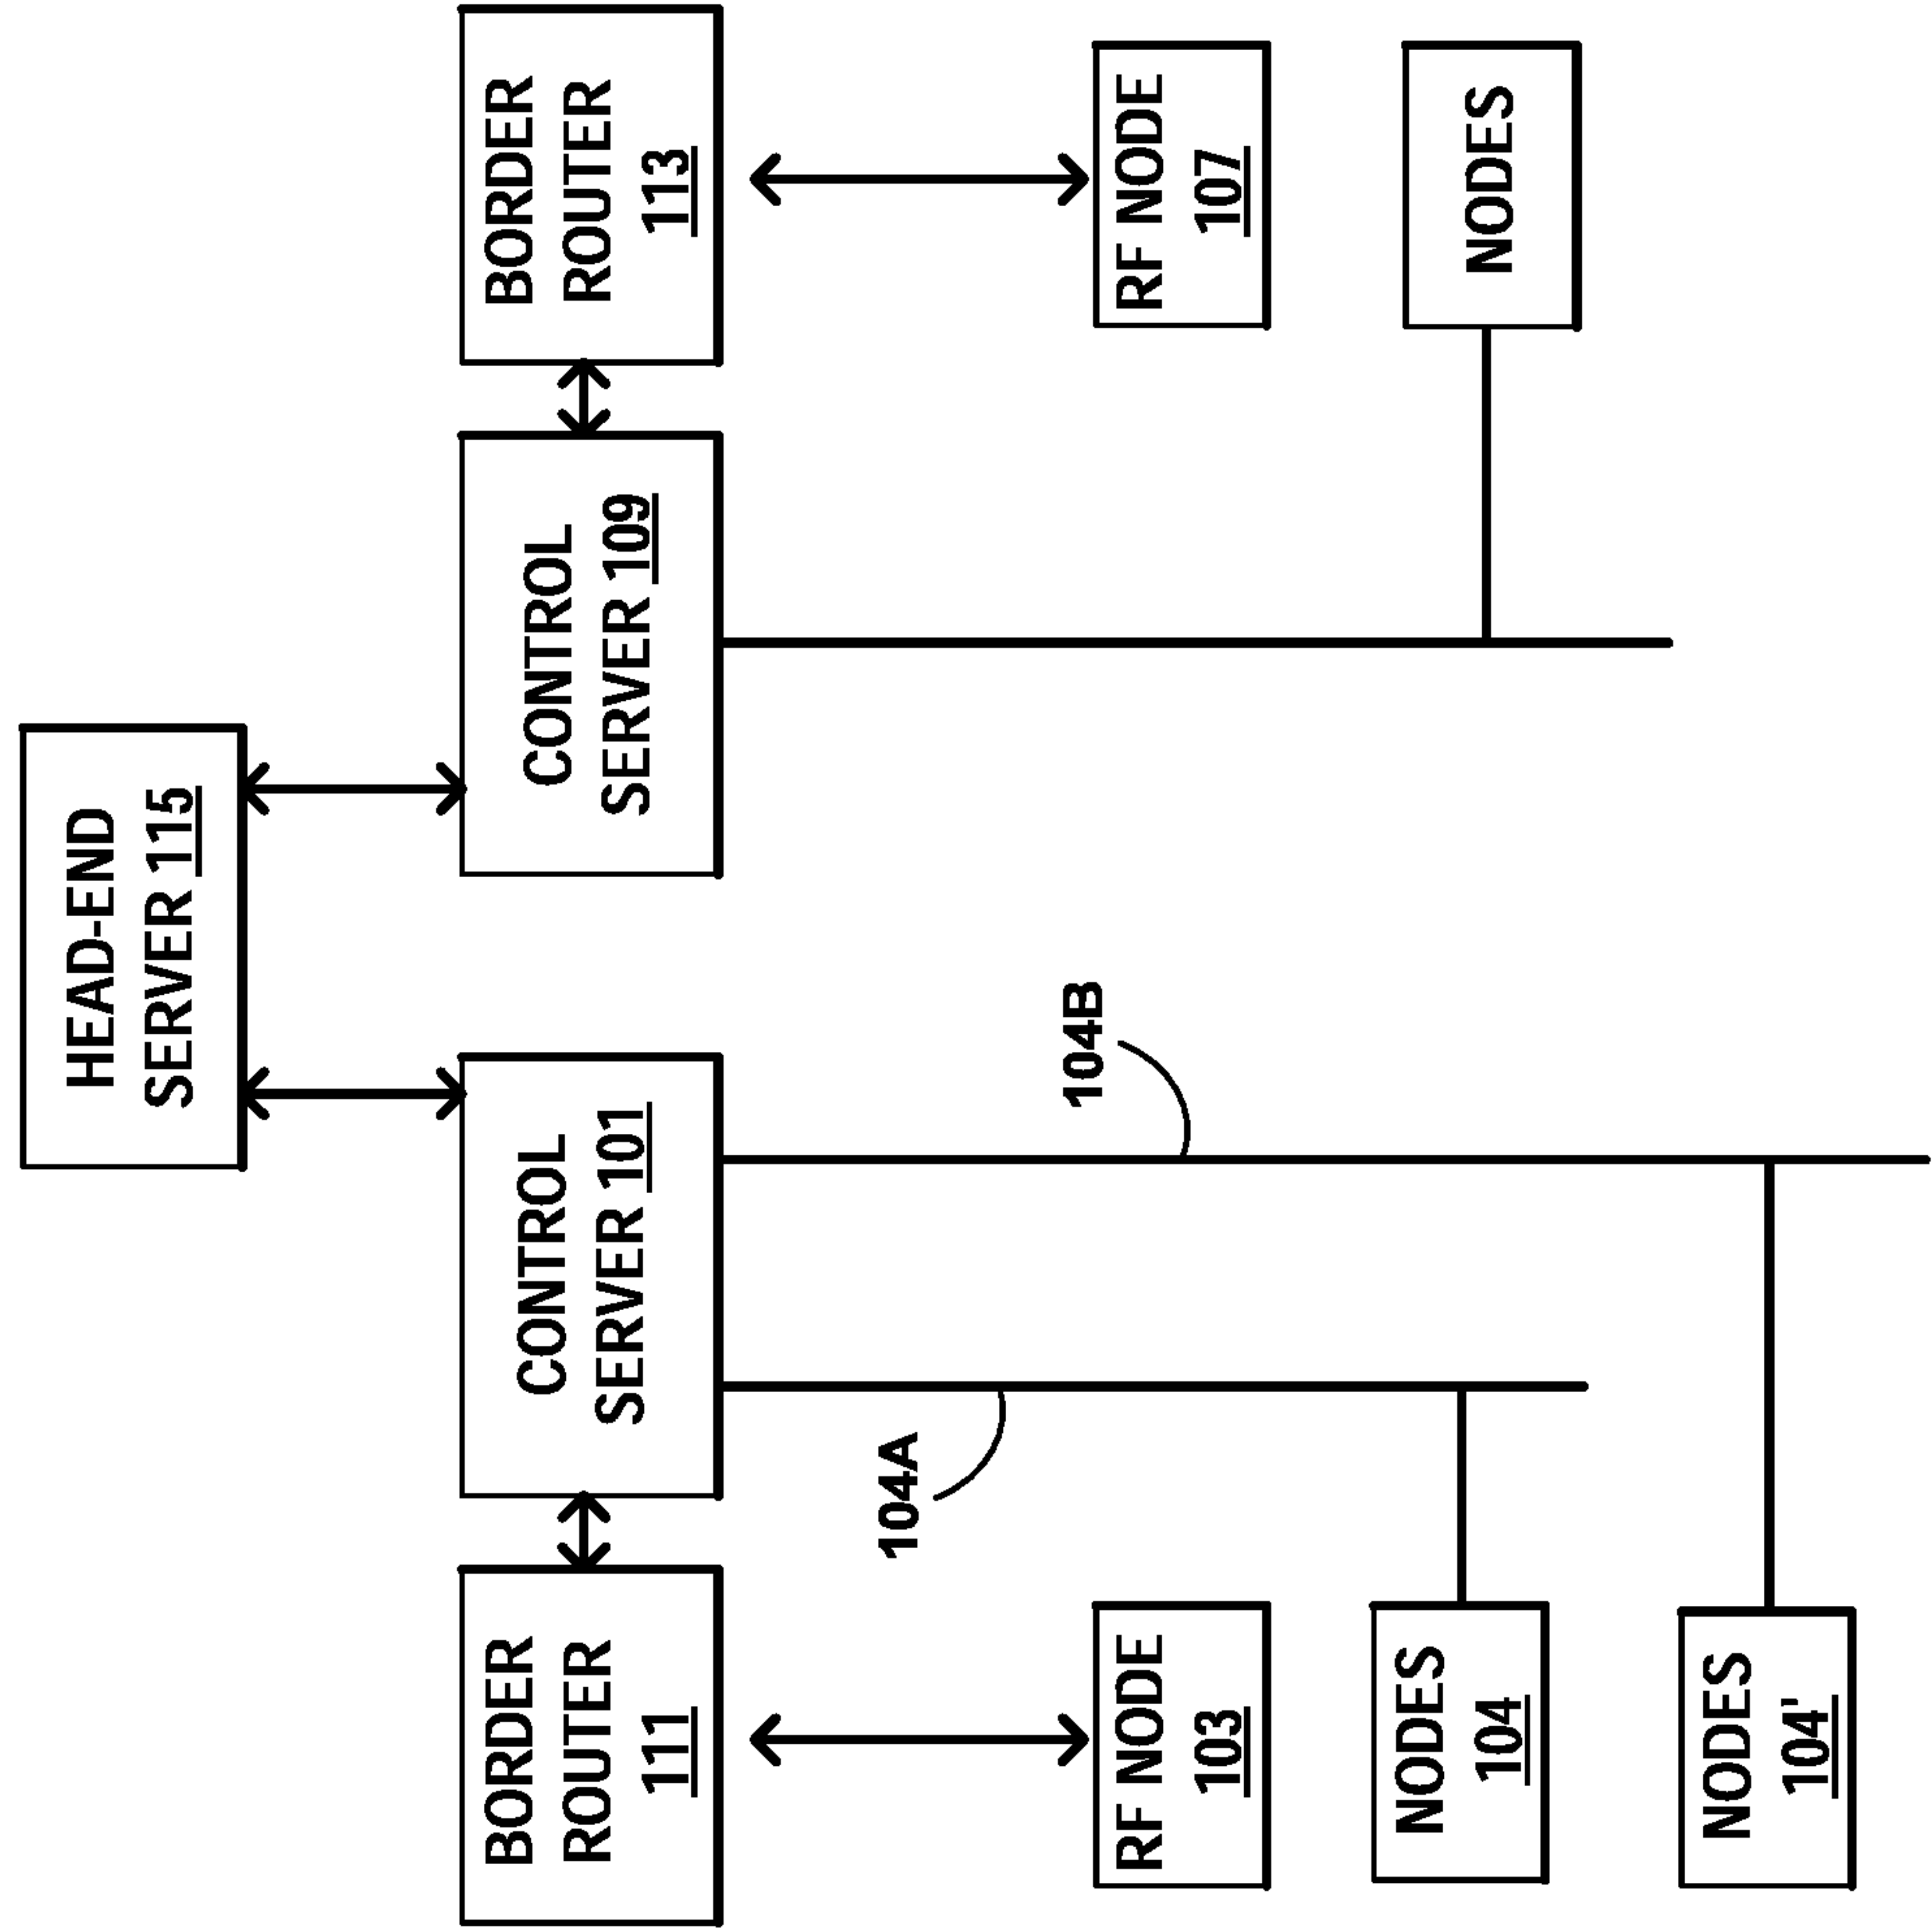 HEAD-END
SERVER 115
BORDER
ROUTER
111
CONTROL
SERVER 101
CONTROL
SERVER 109
BORDER
ROUTER
113
104A
104B
RF NODE
103
RF NODE
107
NODES
104
NODES
NODES
104'